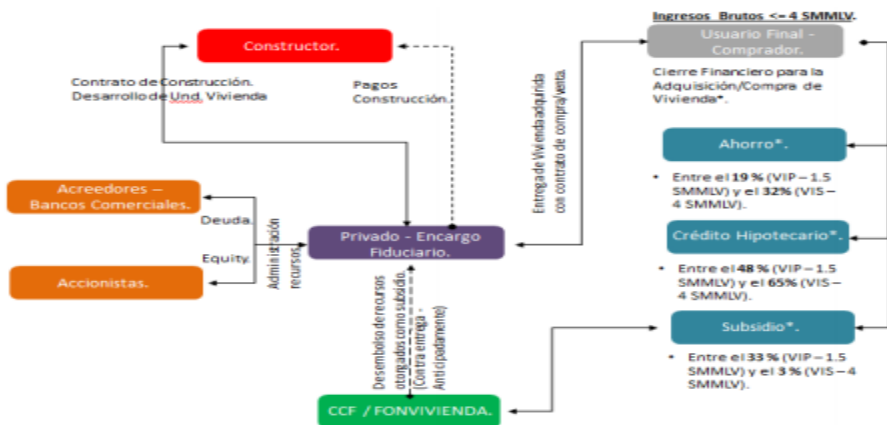 Ingresos Brutos <= 4 SMMLV.
Constructor.
Usuario Final -
Comprador.
Contrato de Construcción.
Desarrollo de Und. Vivienda
Pagos
Construcción.
Cierre Financiero para la
Adquisición/Compra de
Vivienda*.
Entrega de Vivienda adquirida
con contrato de compra/venta.
Ahorro*.
• Entre el 19 % (VIP – 1.5
SMMLV) y el 32% (VIS –
4 SMMLV).
Acreedores –
Bancos Comerciales.
Deuda.
Equity.
Accionistas.
Administración
recursos.
Privado - Encargo
Fiduciario.
Crédito Hipotecario*.
• Entre el 48 % (VIP – 1.5
SMMLV) y el 65% (VIS –
4 SMMLV).
Desembolso de recursos
otorgados como subsidio.
(Contra entrega -
Anticipadamente)
Subsidio*.
• Entre el 33 % (VIP – 1.5
SMMLV) y el 3 % (VIS – 4
SMMLV).
CCF / FONVIVIENDA.